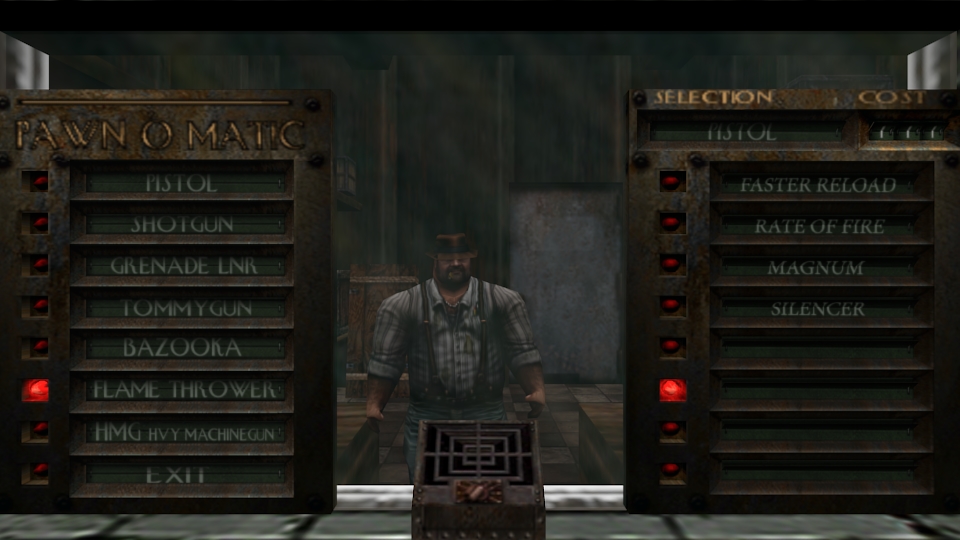 PAWN O MATIC
PISTOL
SHOTGUN
GRENADE LNR
TOMMYGUN
BAZOOKA
FLAME THROWER
HMG HVY MACHINEGUN
EXIT
SELECTION COST
PISTOL
FASTER RELOAD
RATE OF FIRE
MAGNUM
SILENCER